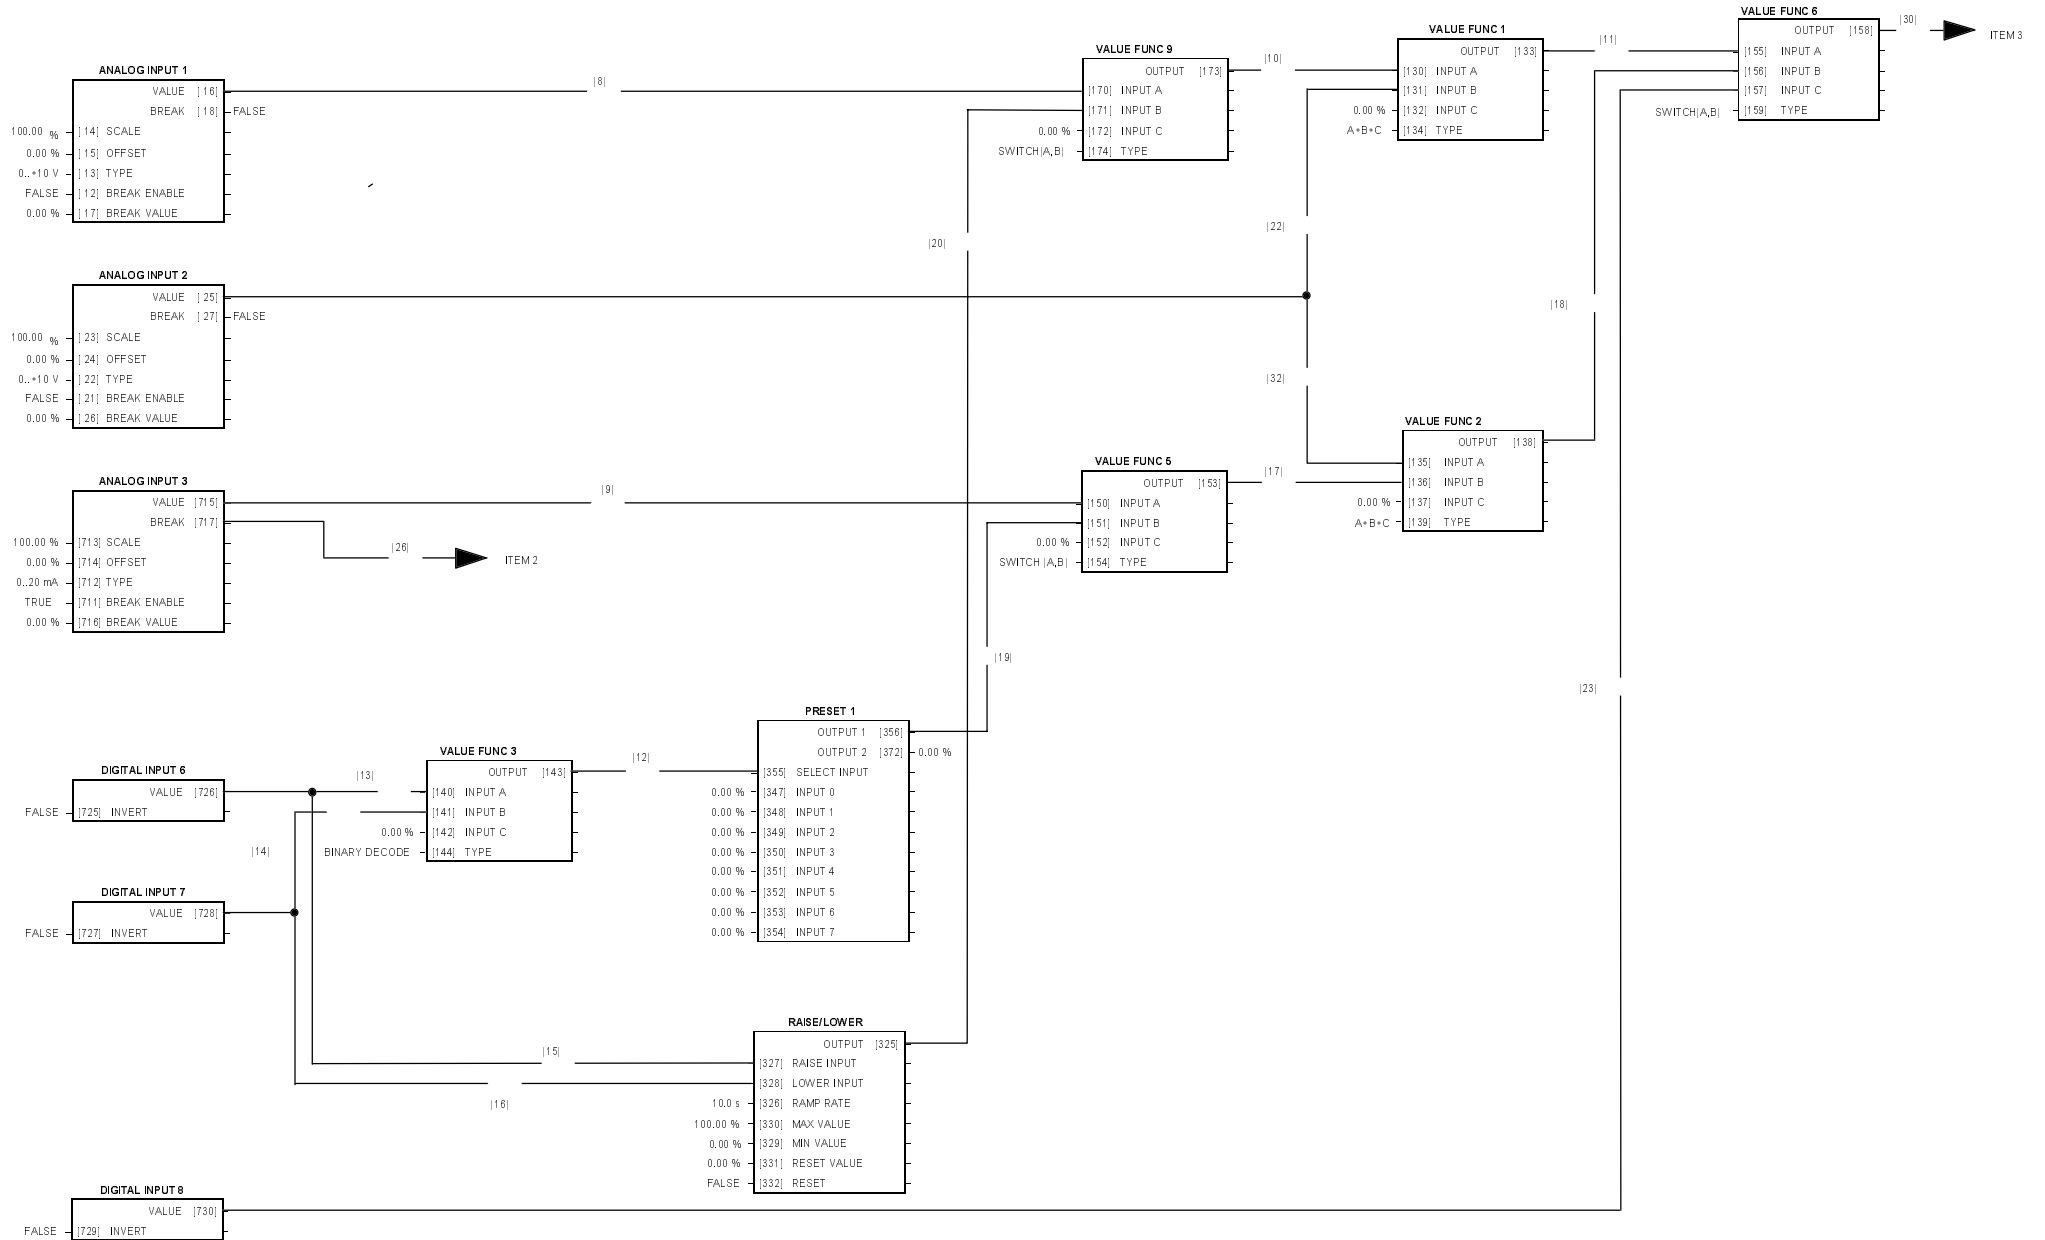 ANALOG INPUT 1
VALUE [ 16]
BREAK [ 18] FALSE
100.00 % [ 14] SCALE
0.00 % [ 15] OFFSET
0..+10 V [ 13] TYPE
FALSE [ 12] BREAK ENABLE
0.00 % [ 17] BREAK VALUE
ANALOG INPUT 2
VALUE [ 25]
BREAK [ 27] FALSE
100.00 % [ 23] SCALE
0.00 % [ 24] OFFSET
0..+10 V [ 22] TYPE
FALSE [ 21] BREAK ENABLE
0.00 % [ 26] BREAK VALUE
ANALOG INPUT 3
VALUE [715]
BREAK [717]
100.00 % [713] SCALE
0.00 % [714] OFFSET
0..20 mA [712] TYPE
TRUE [711] BREAK ENABLE
0.00 % [716] BREAK VALUE
|26| ITEM 2
DIGITAL INPUT 6
VALUE [726]
FALSE [725] INVERT
DIGITAL INPUT 7
VALUE [728]
FALSE [727] INVERT
DIGITAL INPUT 8
VALUE [730]
FALSE [729] INVERT
|13|
|14|
VALUE FUNC 3
OUTPUT [143]
[140] INPUT A
[141] INPUT B
0.00 % [142] INPUT C
BINARY DECODE [144] TYPE
|12|
PRESET 1
OUTPUT 1 [356]
OUTPUT 2 [372] 0.00 %
[355] SELECT INPUT
0.00 % [347] INPUT 0
0.00 % [348] INPUT 1
0.00 % [349] INPUT 2
0.00 % [350] INPUT 3
0.00 % [351] INPUT 4
0.00 % [352] INPUT 5
0.00 % [353] INPUT 6
0.00 % [354] INPUT 7
|15|
|16|
RAISE/LOWER
OUTPUT [325]
[327] RAISE INPUT
[328] LOWER INPUT
10.0 s [326] RAMP RATE
100.00 % [330] MAX VALUE
0.00 % [329] MIN VALUE
0.00 % [331] RESET VALUE
FALSE [332] RESET
|8|
|20|
VALUE FUNC 9
OUTPUT [173]
[170] INPUT A
[171] INPUT B
0.00 % [172] INPUT C
SWITCH|A,B| [174] TYPE
|9|
|19|
VALUE FUNC 5
OUTPUT [153]
[150] INPUT A
[151] INPUT B
0.00 % [152] INPUT C
SWITCH |A,B| [154] TYPE
|10|
|22|
|32|
|17|
VALUE FUNC 1
OUTPUT [133]
[130] INPUT A
[131] INPUT B
0.00 % [132] INPUT C
A+B+C [134] TYPE
VALUE FUNC 2
OUTPUT [138]
[135] INPUT A
[136] INPUT B
0.00 % [137] INPUT C
A+B+C [139] TYPE
|11|
|18|
|23|
VALUE FUNC 6
OUTPUT [158]
[155] INPUT A
[156] INPUT B
[157] INPUT C
SWITCH|A,B| [159] TYPE
|30| ITEM 3